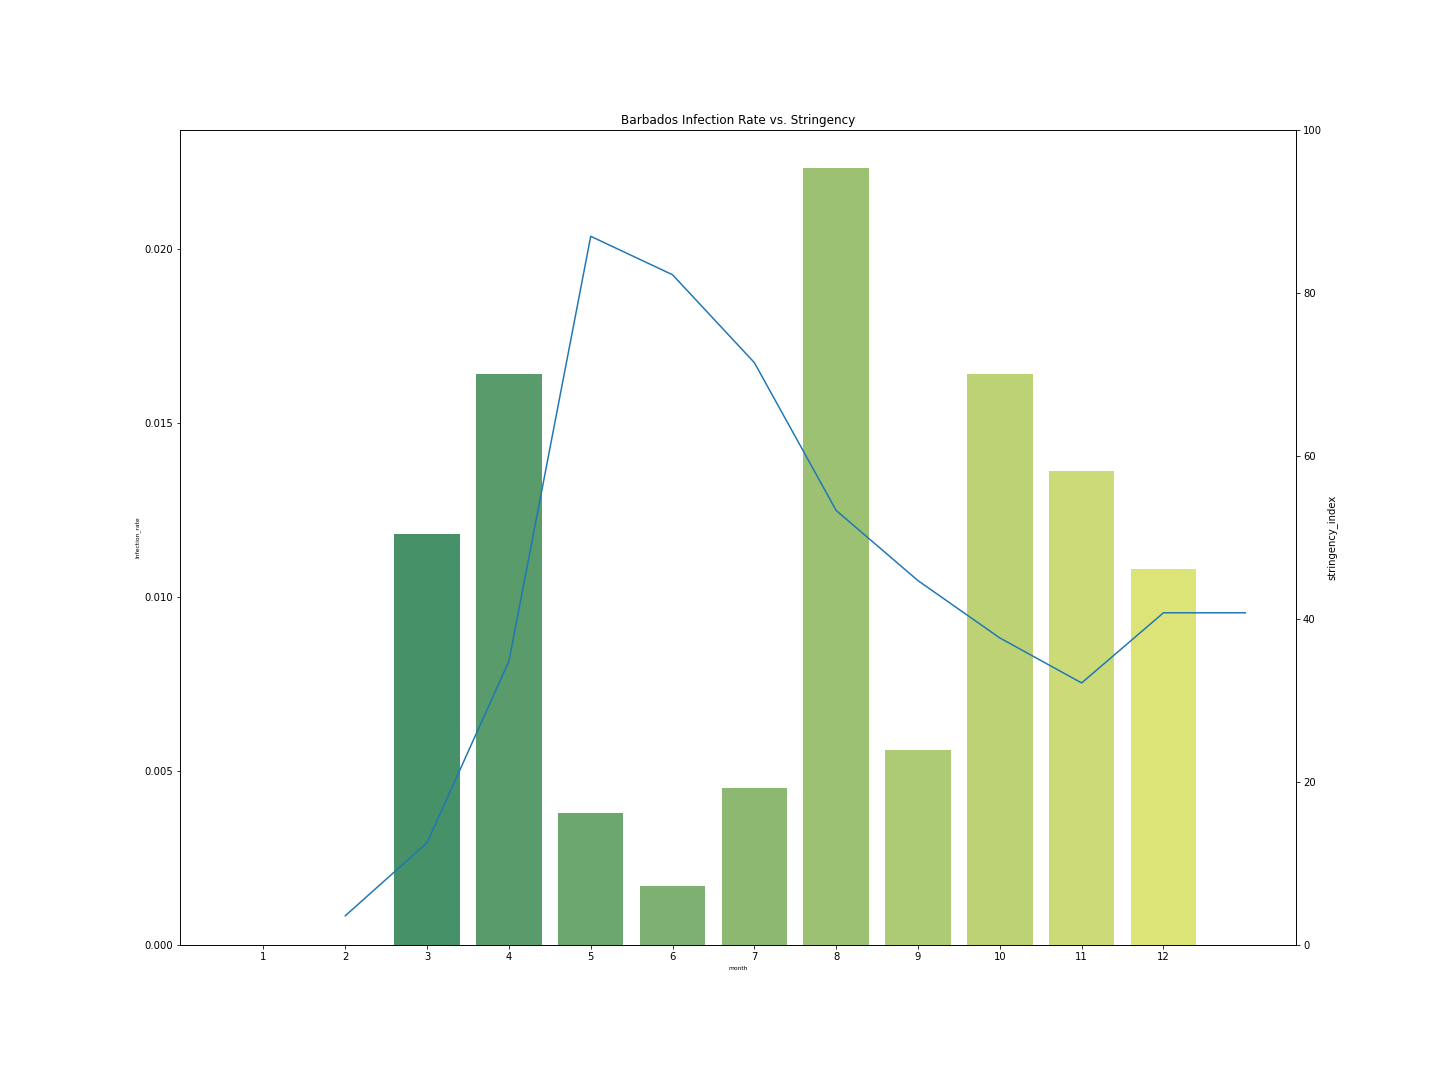 Barbados Infection Rate vs. Stringency
100
80
60
40
20
0
0.020
0.015
0.010
0.005
0.000
Infection_rate
stringency_index
1 2 3 4 5 6 7 8 9 10 11 12
month